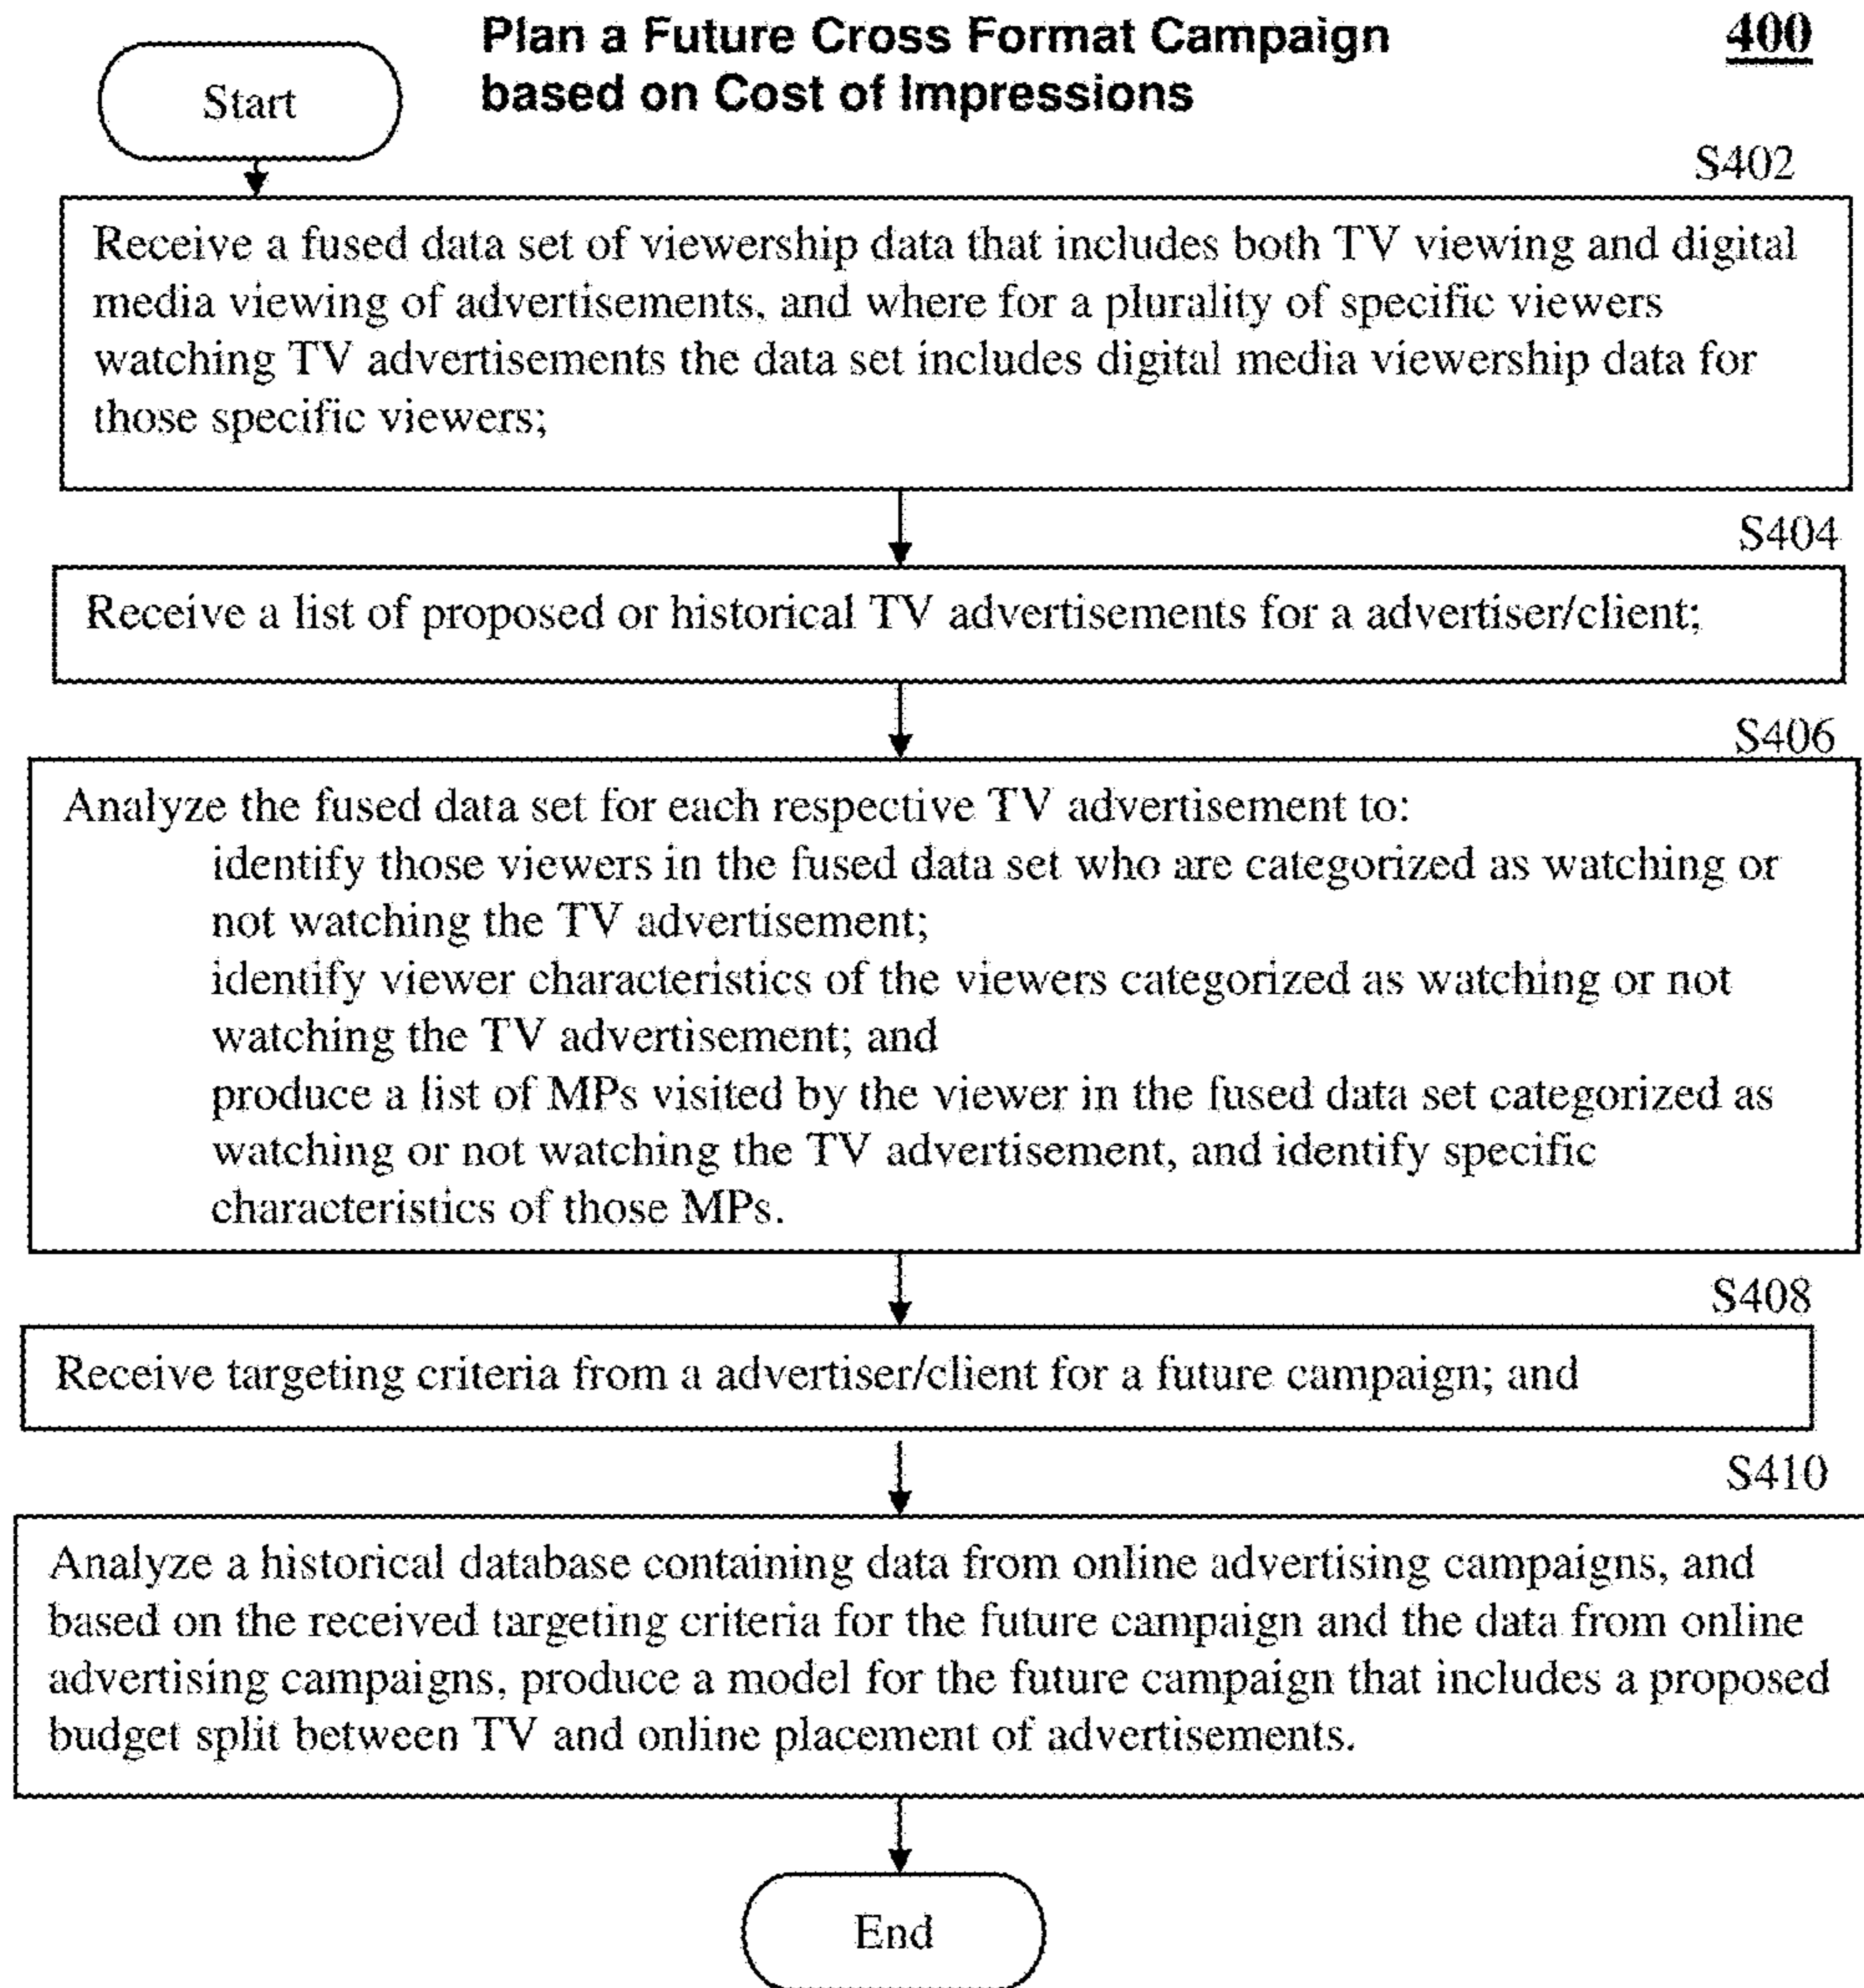 Plan a Future Cross Format Campaign
based on Cost of Impressions
400
Start
S402
Receive a fused data set of viewership data that includes both TV viewing and digital
media viewing of advertisements, and where for a plurality of specific viewers
watching TV advertisements the data set includes digital media viewership data for
those specific viewers;
S404
Receive a list of proposed or historical TV advertisements for a advertiser/client;
S406
Analyze the fused data set for each respective TV advertisement to:
identify those viewers in the fused data set who are categorized as watching or
not watching the TV advertisement;
identify viewer characteristics of the viewers categorized as watching or not
watching the TV advertisement; and
produce a list of MPs visited by the viewer in the fused data set categorized as
watching or not watching the TV advertisement, and identify specific
characteristics of those MPs.
S408
Receive targeting criteria from a advertiser/client for a future campaign; and
S410
Analyze a historical database containing data from online advertising campaigns, and
based on the received targeting criteria for the future campaign and the data from online
advertising campaigns, produce a model for the future campaign that includes a proposed
budget split between TV and online placement of advertisements.
End